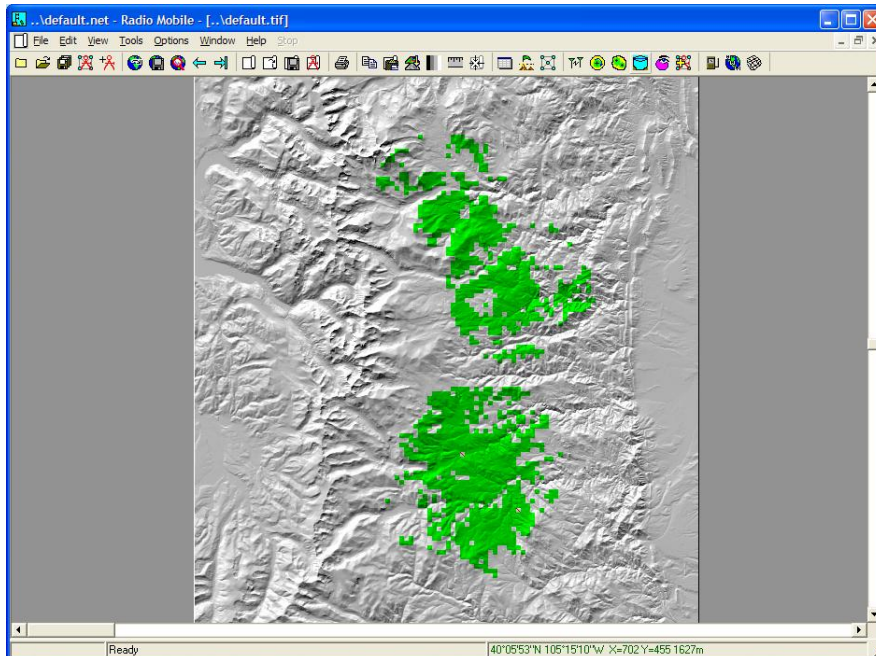 ..\default.net - Radio Mobile - [..\default.tif]
File Edit View Tools Options Window Help Stop
Ready
40°05'53"N 105°15'10"W X=702 Y=455 1627m